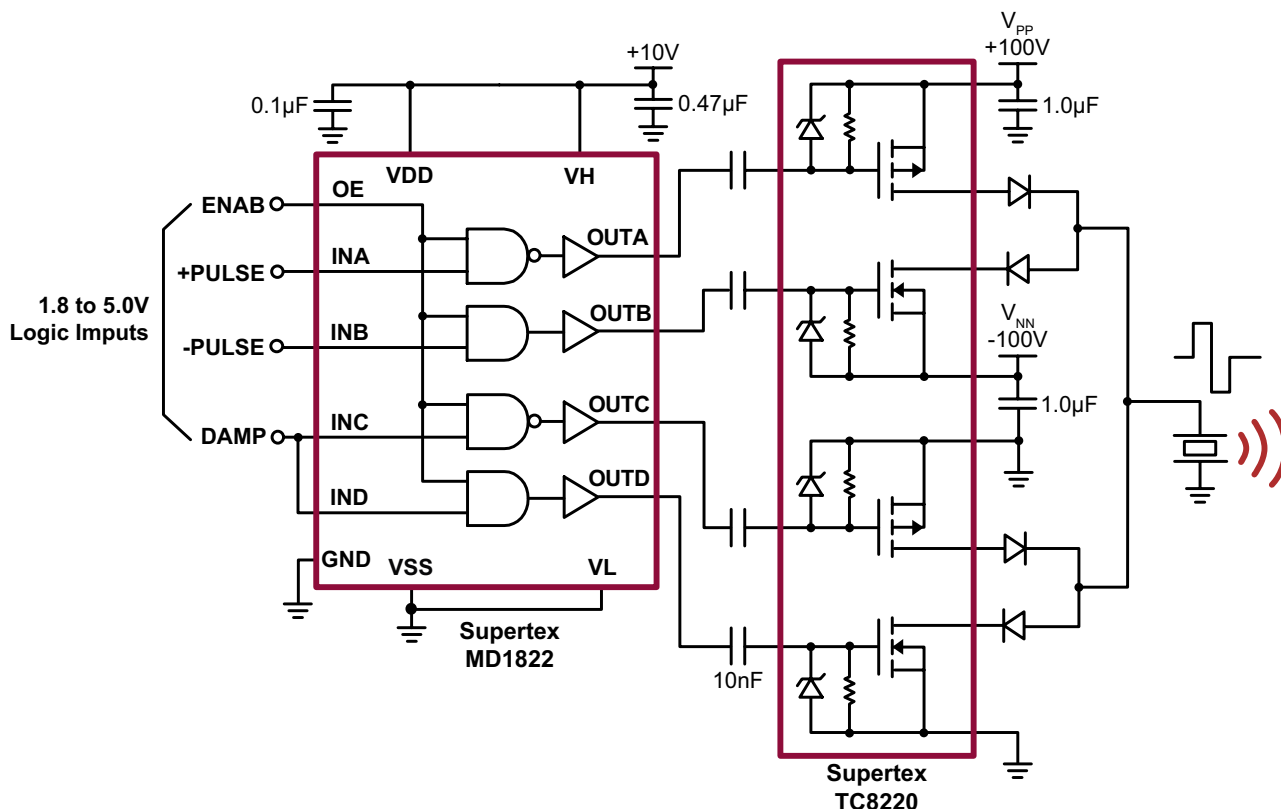 VPP
+100V
+10V
0.1µF
0.47µF
1.0µF
VDD
VH
OE
ENAB
OUTA
INA
+PULSE
1.8 to 5.0V
Logic Imputs
OUTB
INB
-PULSE
VNN
-100V
1.0µF
OUTC
INC
DAMP
OUTD
IND
GND
VSS
VL
Supertex
MD1822
10nF
Supertex
TC8220